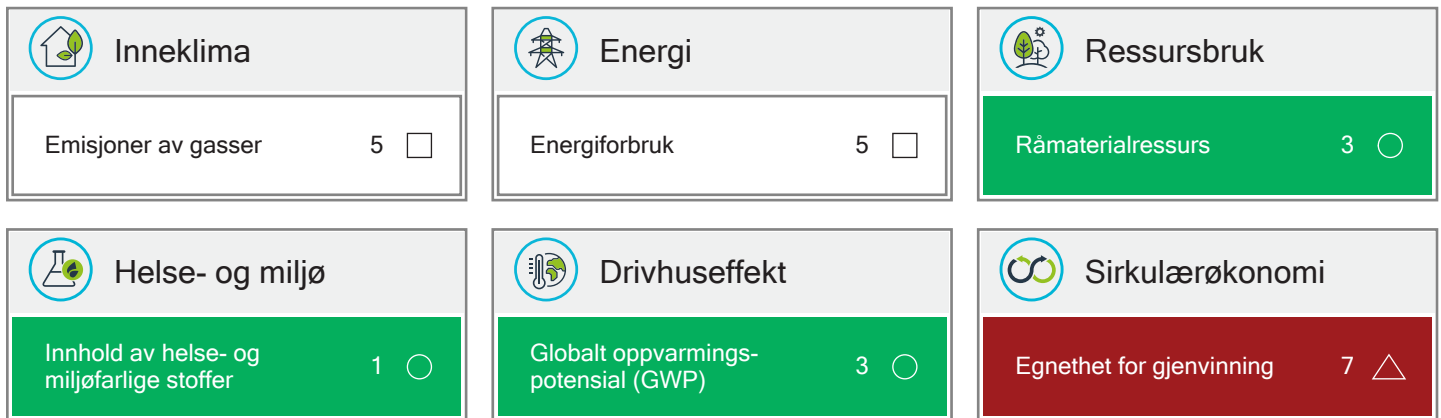 Inneklima
Emisjoner av gasser 5
Energi
Energiforbruk 5
Ressursbruk
Råmaterialressurs 3
Helse- og miljø
Innhold av helse- og
miljøfarlige stoffer 1
Drivhuseffekt
Globalt oppvarmings-
potensial (GWP) 3
Sirkulærøkonomi
Egnethet for gjenvinning 7